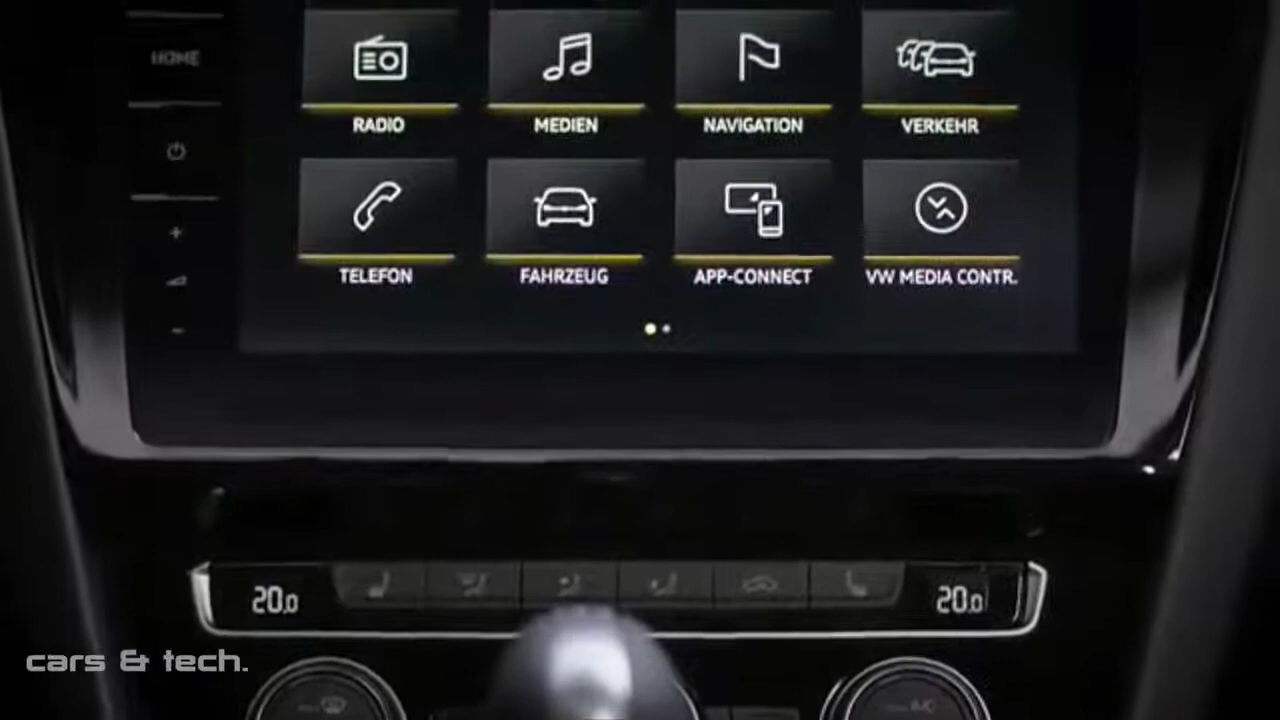 HOME
RADIO MEDIEN NAVIGATION VERKEHR
TELEFON FAHRZEUG APP-CONNECT VW MEDIA CONTR.
20.0 20.0
cars & tech.
A/C